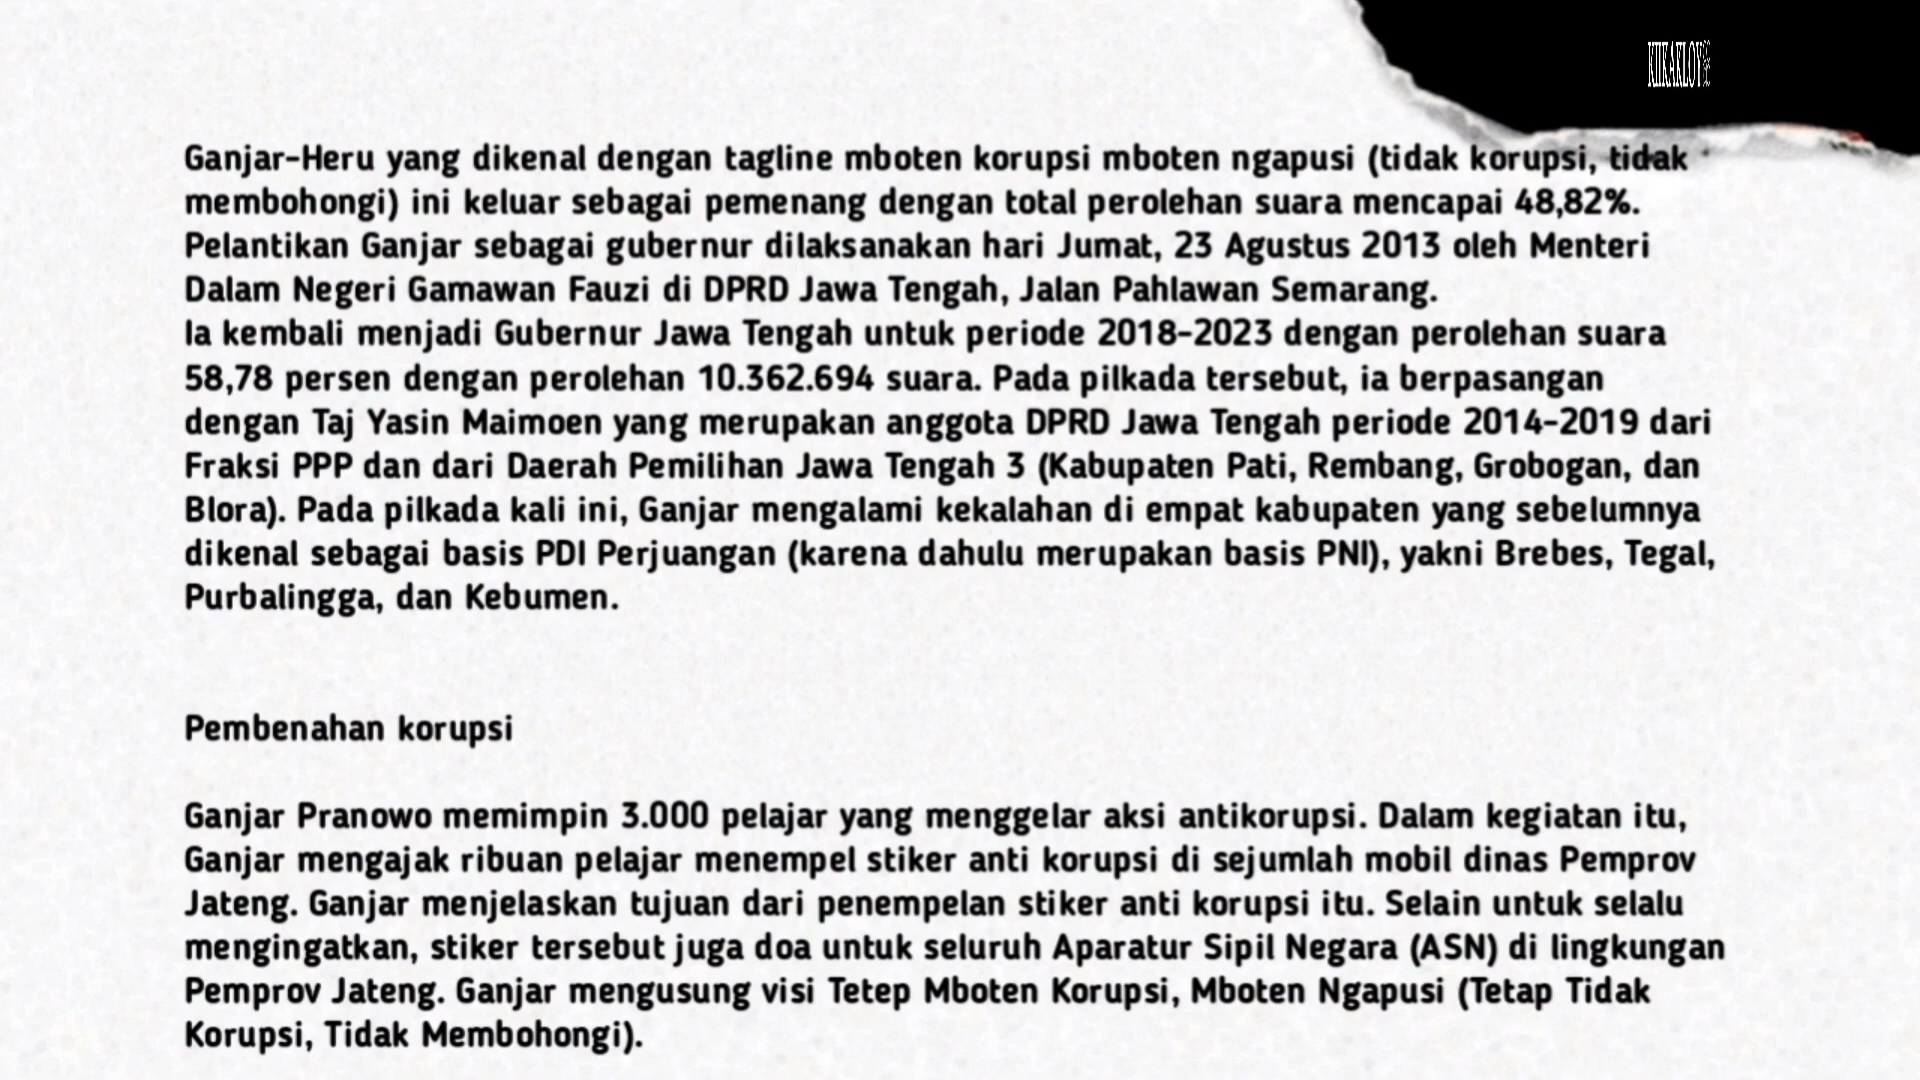 Ganjar-Heru yang dikenal dengan tagline mboten korupsi mboten ngapusi (tidak korupsi, tidak
membohongi) ini keluar sebagai pemenang dengan total perolehan suara mencapai 48,82%.
Pelantikan Ganjar sebagai gubernur dilaksanakan hari Jumat, 23 Agustus 2013 oleh Menteri
Dalam Negeri Gamawan Fauzi di DPRD Jawa Tengah, Jalan Pahlawan Semarang.
Ia kembali menjadi Gubernur Jawa Tengah untuk periode 2018-2023 dengan perolehan suara
58,78 persen dengan perolehan 10.362.694 suara. Pada pilkada tersebut, ia berpasangan
dengan Taj Yasin Maimoen yang merupakan anggota DPRD Jawa Tengah periode 2014-2019 dari
Fraksi PPP dan dari Daerah Pemilihan Jawa Tengah 3 (Kabupaten Pati, Rembang, Grobogan, dan
Blora). Pada pilkada kali ini, Ganjar mengalami kekalahan di empat kabupaten yang sebelumnya
dikenal sebagai basis PDI Perjuangan (karena dahulu merupakan basis PNI), yakni Brebes, Tegal,
Purbalingga, dan Kebumen.
Pembenahan korupsi
Ganjar Pranowo memimpin 3.000 pelajar yang menggelar aksi antikorupsi. Dalam kegiatan itu,
Ganjar mengajak ribuan pelajar menempel stiker anti korupsi di sejumlah mobil dinas Pemprov
Jateng. Ganjar menjelaskan tujuan dari penempelan stiker anti korupsi itu. Selain untuk selalu
mengingatkan, stiker tersebut juga doa untuk seluruh Aparatur Sipil Negara (ASN) di lingkungan
Pemprov Jateng. Ganjar mengusung visi Tetep Mboten Korupsi, Mboten Ngapusi (Tetap Tidak
Korupsi, Tidak Membohongi).